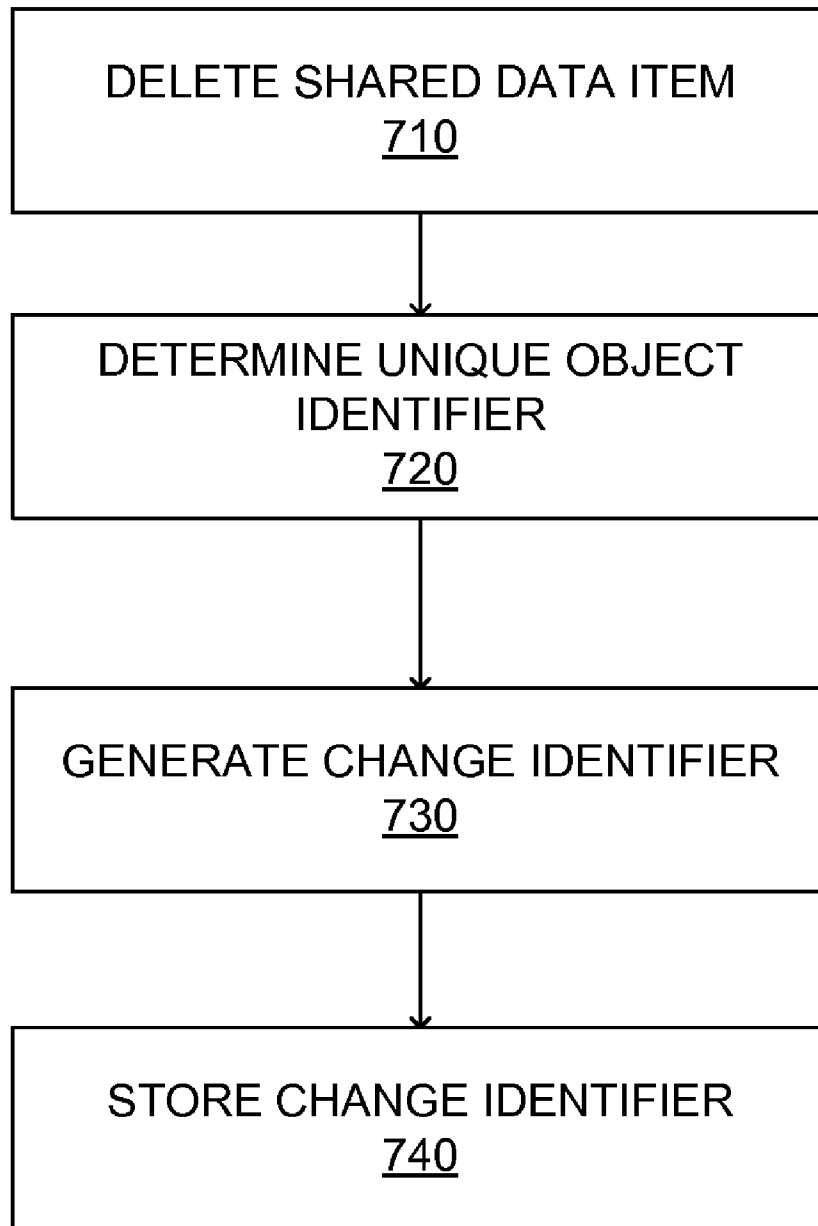 DELETE SHARED DATA ITEM
710
DETERMINE UNIQUE OBJECT
IDENTIFIER
720
GENERATE CHANGE IDENTIFIER
730
STORE CHANGE IDENTIFIER
740